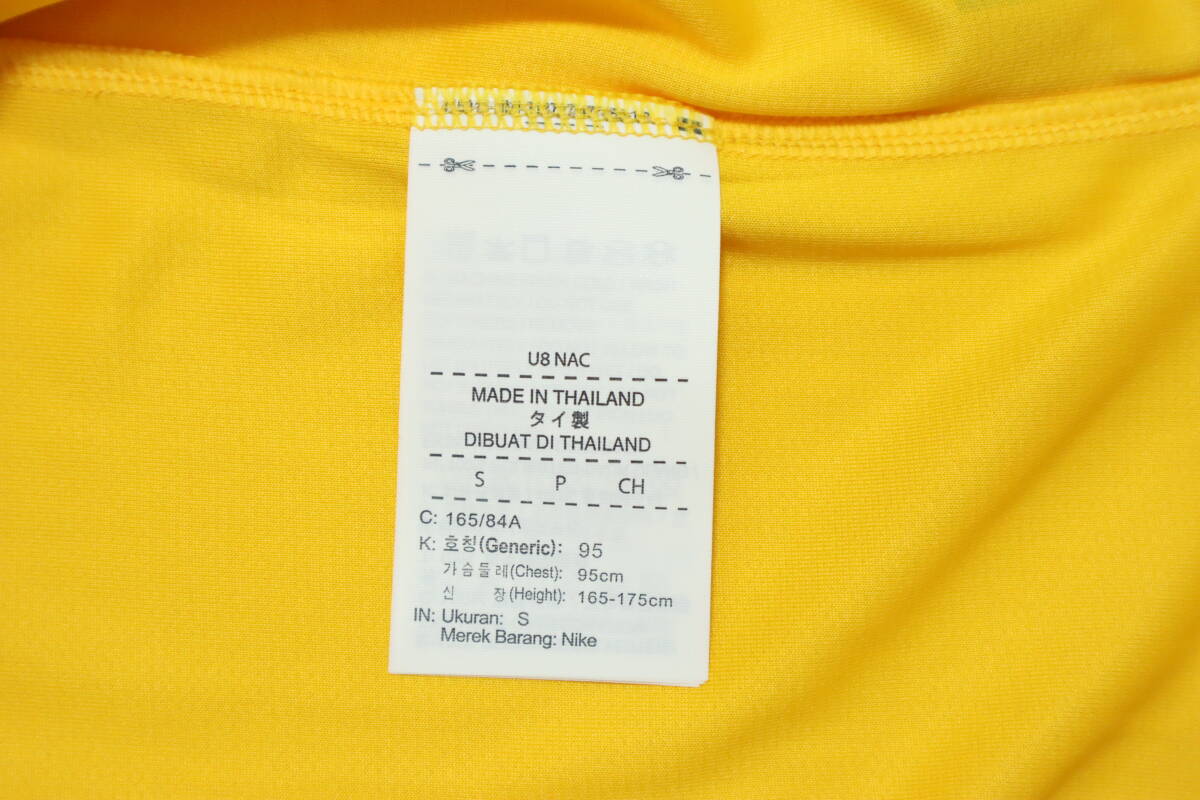 U8 NAC
MADE IN THAILAND
タイ製
DIBUAT DI THAILAND
S P CH
C: 165/84A
K: 호칭(Generic): 95
가슴둘레(Chest): 95cm
신 장(Height): 165-175cm
IN: Ukuran: S
Merek Barang: Nike